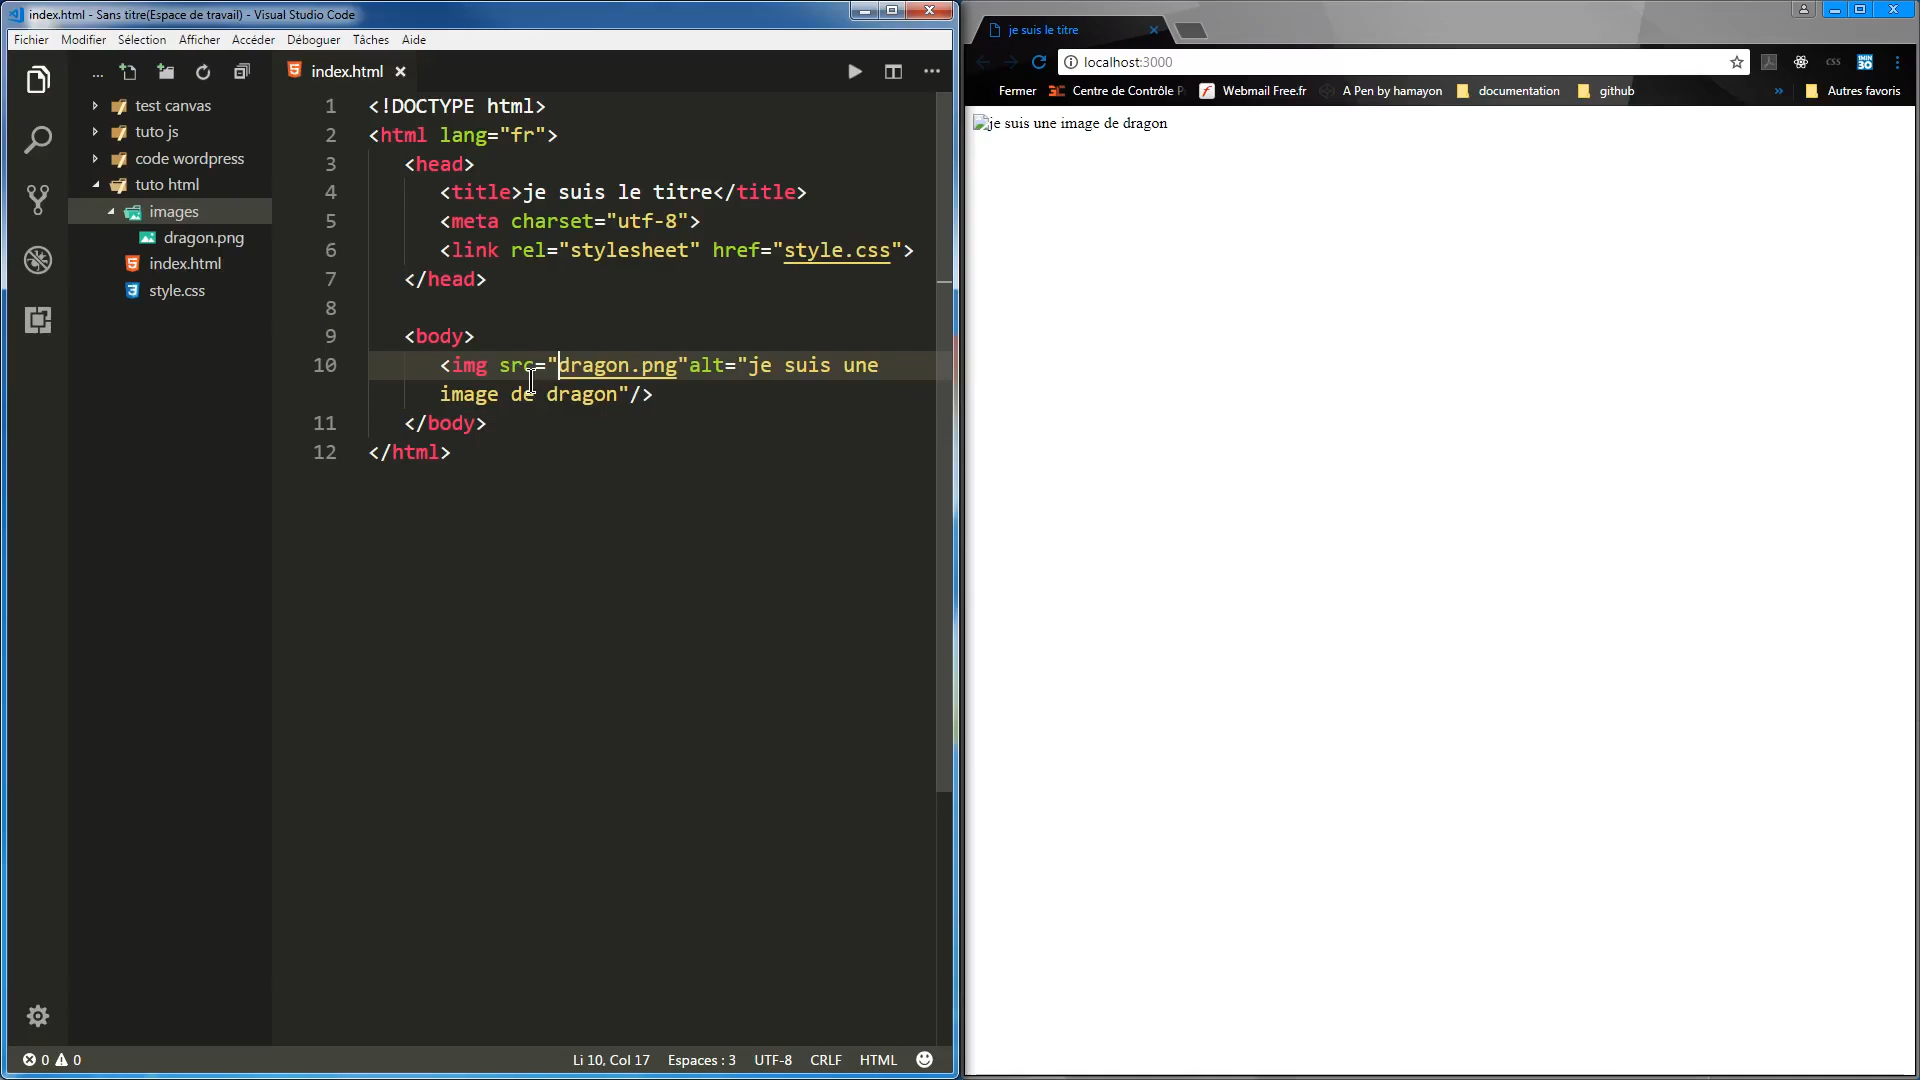 index.html - Sans titre(Espace de travail) - Visual Studio Code
Fichier Modifier Sélection Afficher Accéder Déboguer Tâches Aide
...
index.html
test canvas
tuto js
code wordpress
tuto html
images
dragon.png
index.html
style.css
1 <!DOCTYPE html>
2 <html lang="fr">
3 <head>
4 <title>je suis le titre</title>
5 <meta charset="utf-8">
6 <link rel="stylesheet" href="style.css">
7 </head>
8
9 <body>
10 <img src="dragon.png"alt="je suis une
image de dragon"/>
11 </body>
12 </html>
0 0
Li 10, Col 17 Espaces : 3 UTF-8 CRLF HTML
je suis le titre
localhost:3000
CSS
1MIN
30
Fermer Centre de Contrôle P Webmail Free.fr A Pen by hamayon documentation github » Autres favoris
je suis une image de dragon